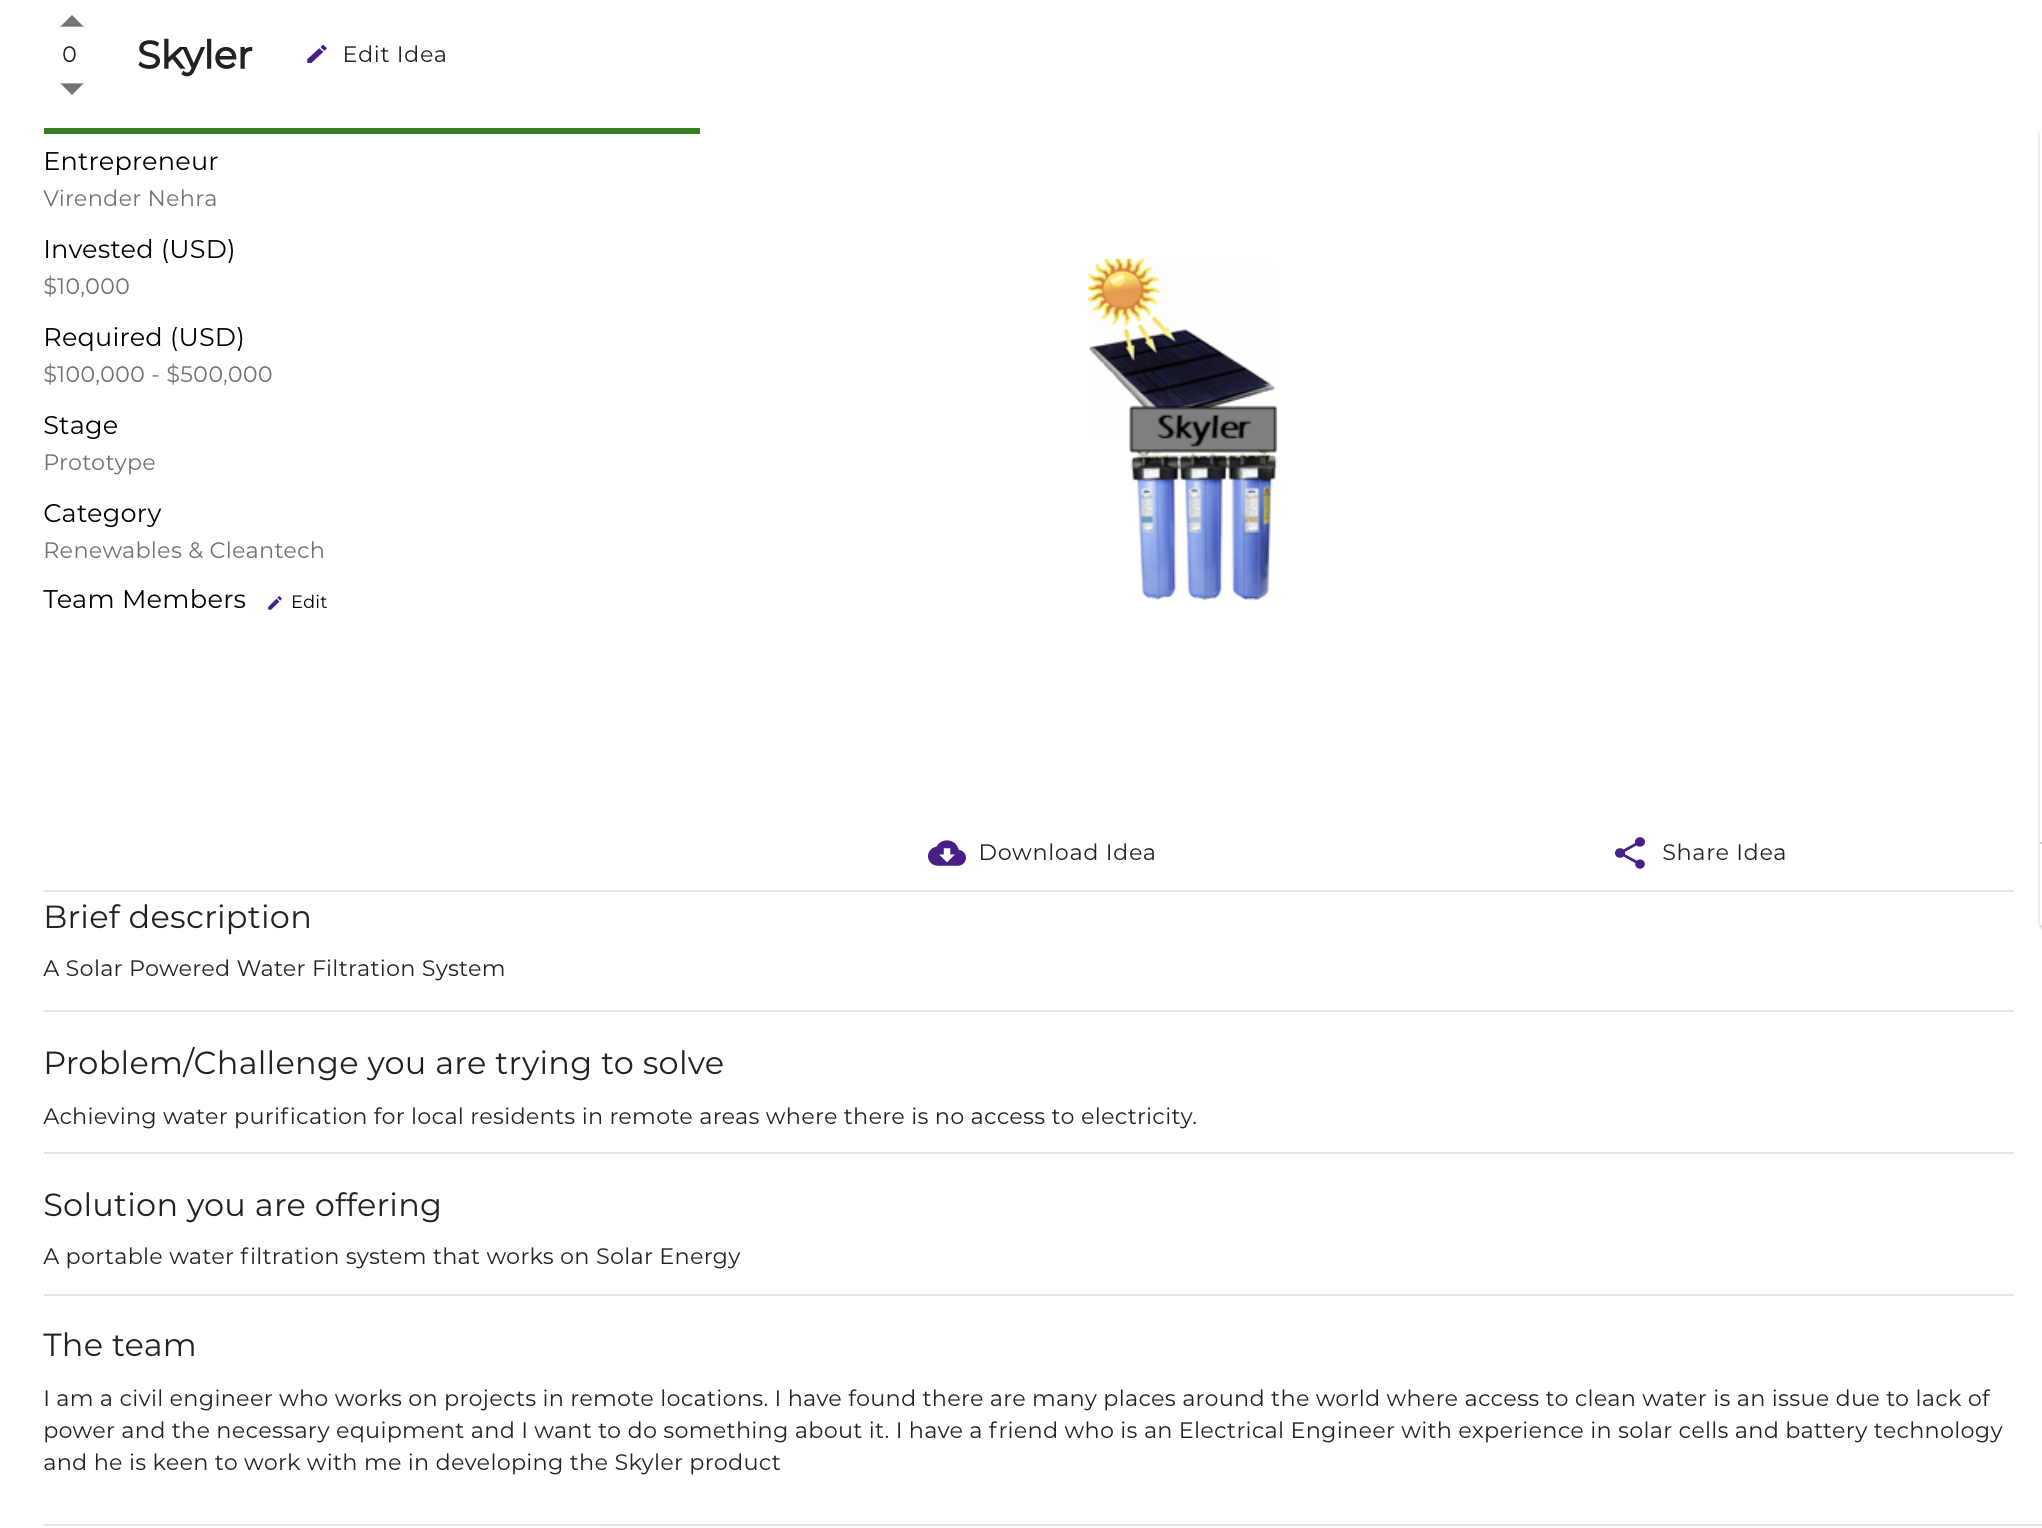 0
Skyler
Edit Idea
Entrepreneur
Virender Nehra
Invested (USD)
$10,000
Required (USD)
$100,000 - $500,000
Stage
Prototype
Category
Renewables & Cleantech
Team Members
Edit
Skyler
Download Idea
Share Idea
Brief description
A Solar Powered Water Filtration System
Problem/Challenge you are trying to solve
Achieving water purification for local residents in remote areas where there is no access to electricity.
Solution you are offering
A portable water filtration system that works on Solar Energy
The team
I am a civil engineer who works on projects in remote locations. I have found there are many places around the world where access to clean water is an issue due to lack of
power and the necessary equipment and I want to do something about it. I have a friend who is an Electrical Engineer with experience in solar cells and battery technology
and he is keen to work with me in developing the Skyler product